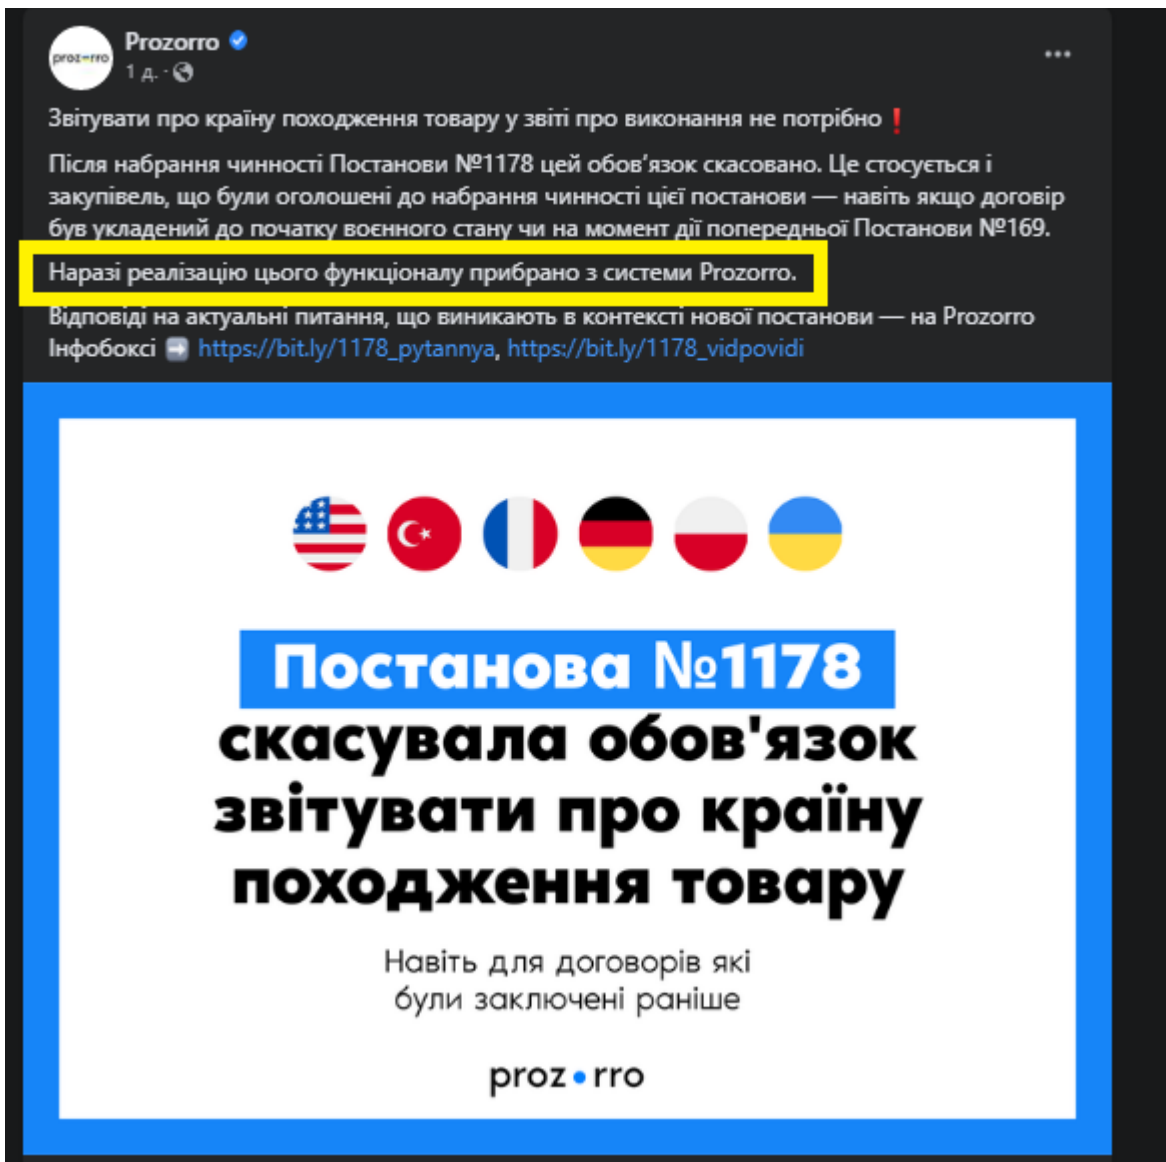 Prozorro
1 д. ·
Звітувати про країну походження товару у звіті про виконання не потрібно❗
Після набрання чинності Постанови №1178 цей обов'язок скасовано. Це стосується і
закупівель, що були оголошені до набрання чинності цієї постанови — навіть якщо договір
був укладений до початку воєнного стану чи на момент дії попередньої Постанови №169.
Наразі реалізацію цього функціоналу прибрано з системи Prozorro.
Відповіді на актуальні питання, що виникають в контексті нової постанови — на Prozorro
Інфобоксі ➡ https://bit.ly/1178_pytannya, https://bit.ly/1178_vidpovidi
Постанова №1178
скасувала обов'язок
звітувати про країну
походження товару
Навіть для договорів які
були заключені раніше
proz•rro